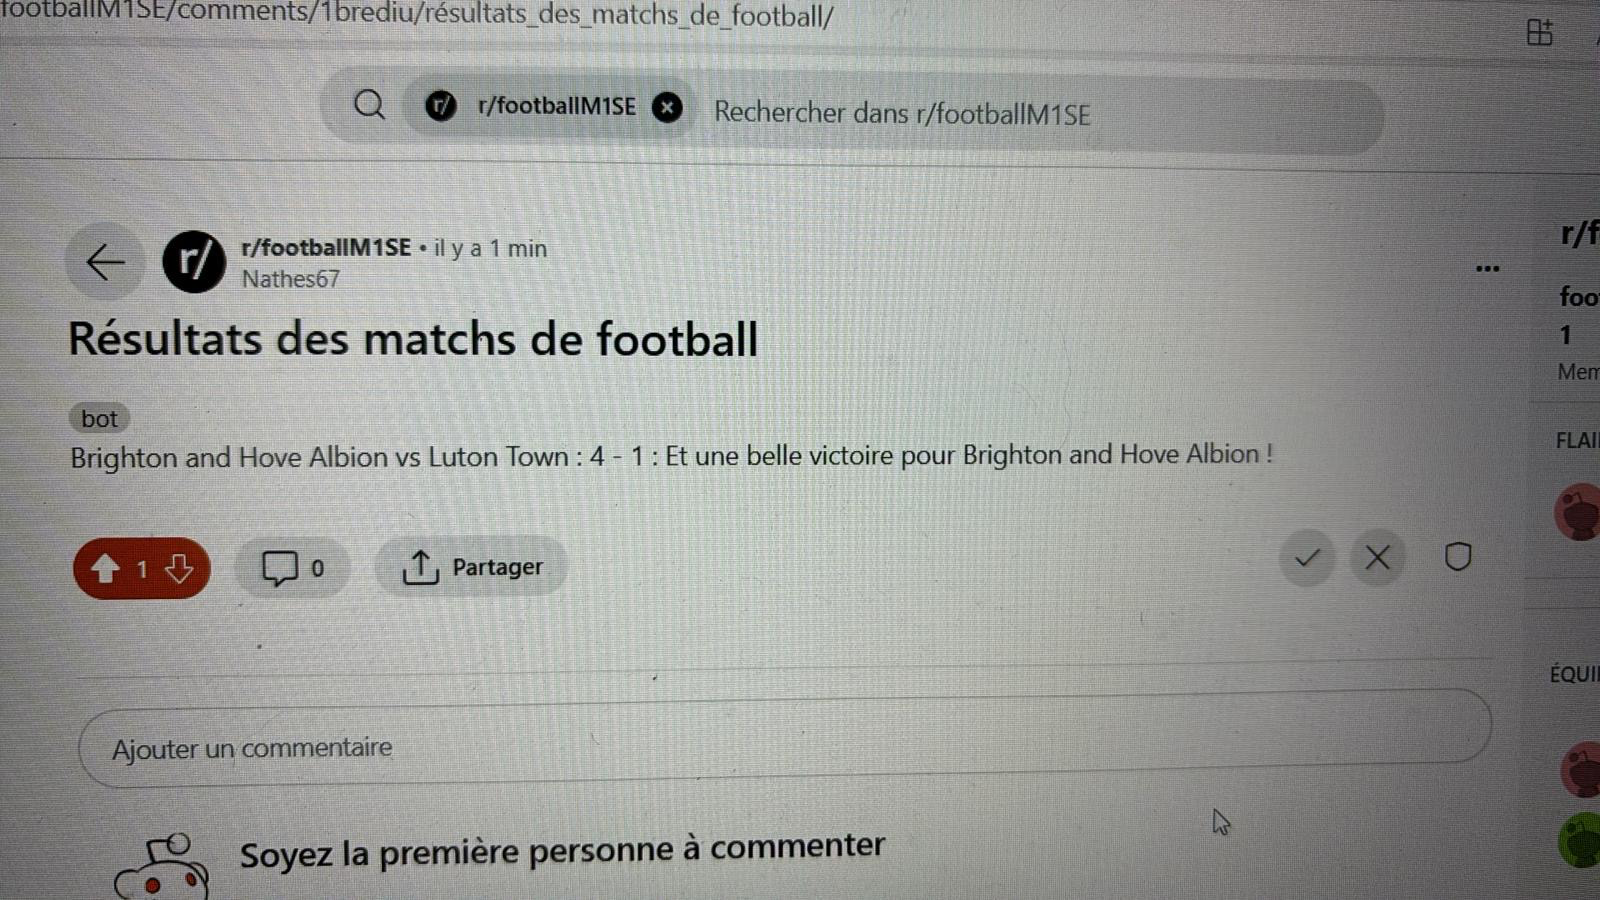 footballM1SE/comments/1brediu/résultats_des_matchs_de_football/
r/ r/footballM1SE Rechercher dans r/footballM1SE
r/ r/footballM1SE • il y a 1 min
Nathes67
Résultats des matchs de football
bot
Brighton and Hove Albion vs Luton Town : 4 - 1 : Et une belle victoire pour Brighton and Hove Albion !
1 0 Partager
Ajouter un commentaire
Soyez la première personne à commenter
r/f
foo
1
Mem
FLAI
ÉQUI